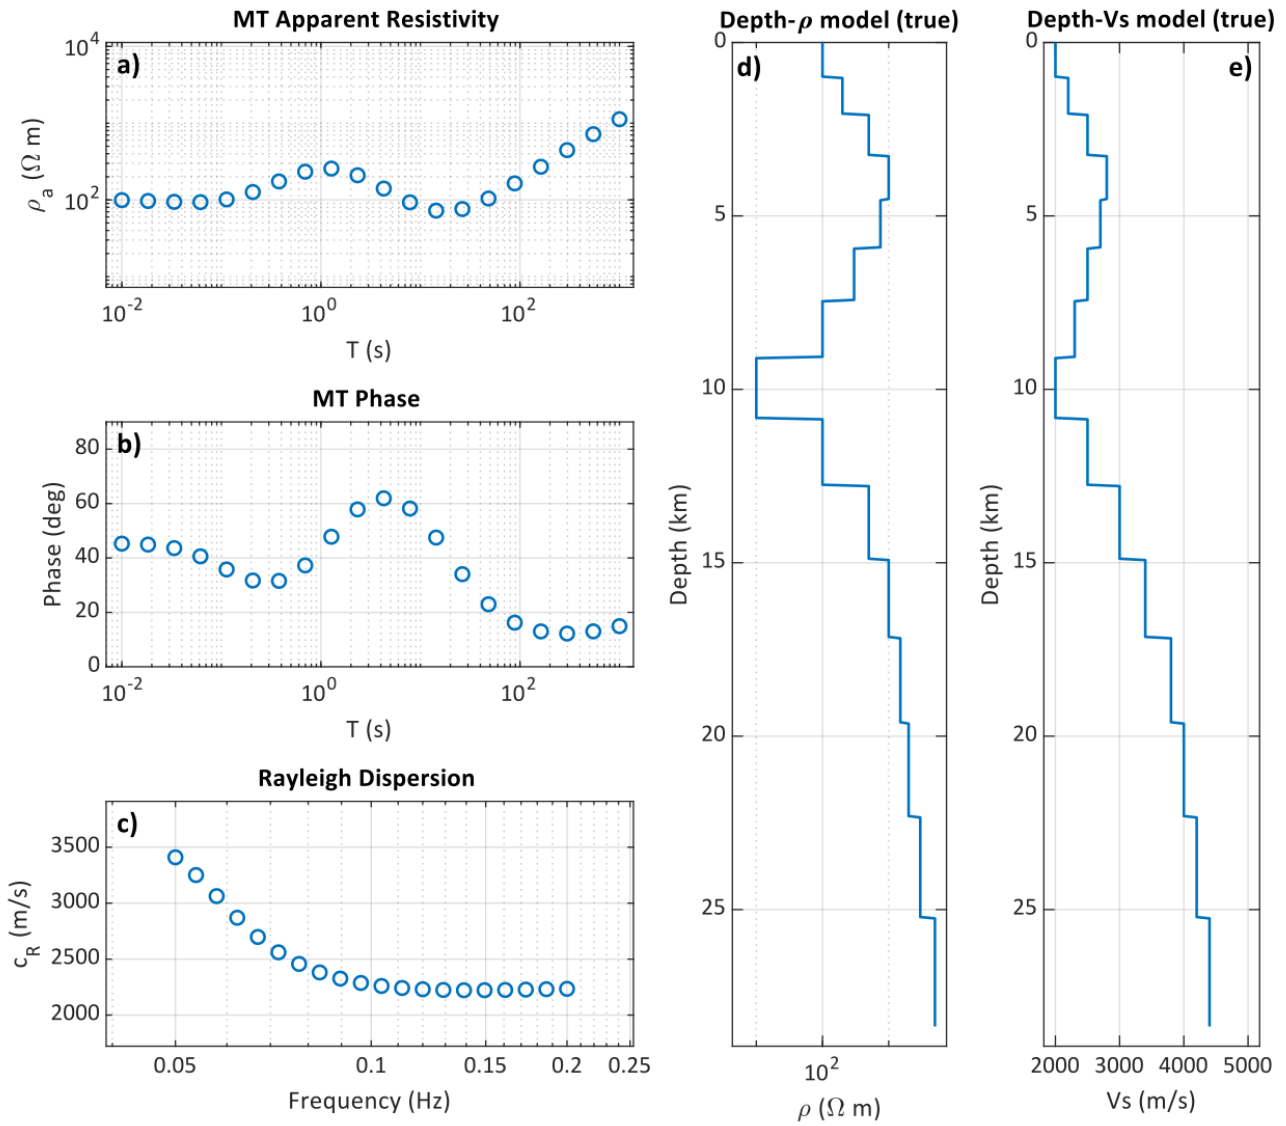 MT Apparent Resistivity
a)
10^4
10^2
ρ_a (Ω m)
10^-2
10^0
10^2
T (s)
MT Phase
b)
80
60
40
20
0
Phase (deg)
10^-2
10^0
10^2
T (s)
Rayleigh Dispersion
c)
3500
3000
2500
2000
c_R (m/s)
0.05
0.1
0.15
0.2
0.25
Frequency (Hz)
Depth-ρ model (true)
d)
0
5
10
15
20
25
Depth (km)
10^2
ρ (Ω m)
Depth-Vs model (true)
e)
0
5
10
15
20
25
Depth (km)
2000
3000
4000
5000
Vs (m/s)